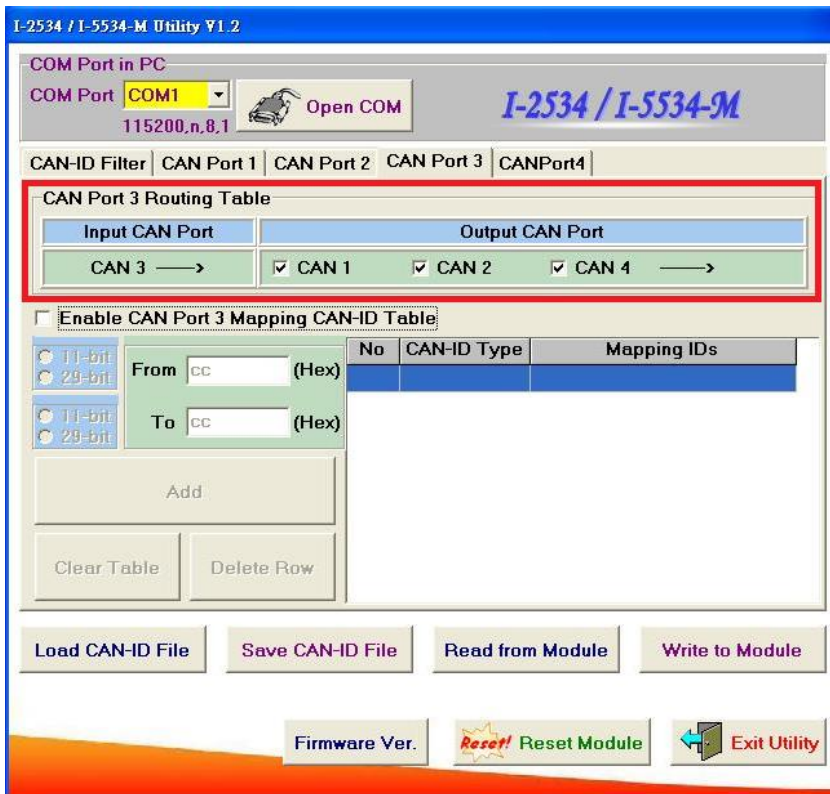 I-2534 / I-5534-M Utility V1.2
COM Port in PC
COM Port COM1
115200,n,8,1
Open COM
I-2534 / I-5534-M
CAN-ID Filter CAN Port 1 CAN Port 2 CAN Port 3 CANPort4
CAN Port 3 Routing Table
Input CAN Port Output CAN Port
CAN 3 CAN 1 CAN 2 CAN 4
Enable CAN Port 3 Mapping CAN-ID Table
11-bit
29-bit
From cc (Hex)
11-bit
29-bit
To cc (Hex)
No CAN-ID Type Mapping IDs
Add
Clear Table Delete Row
Load CAN-ID File Save CAN-ID File Read from Module Write to Module
Firmware Ver. Reset! Reset Module Exit Utility